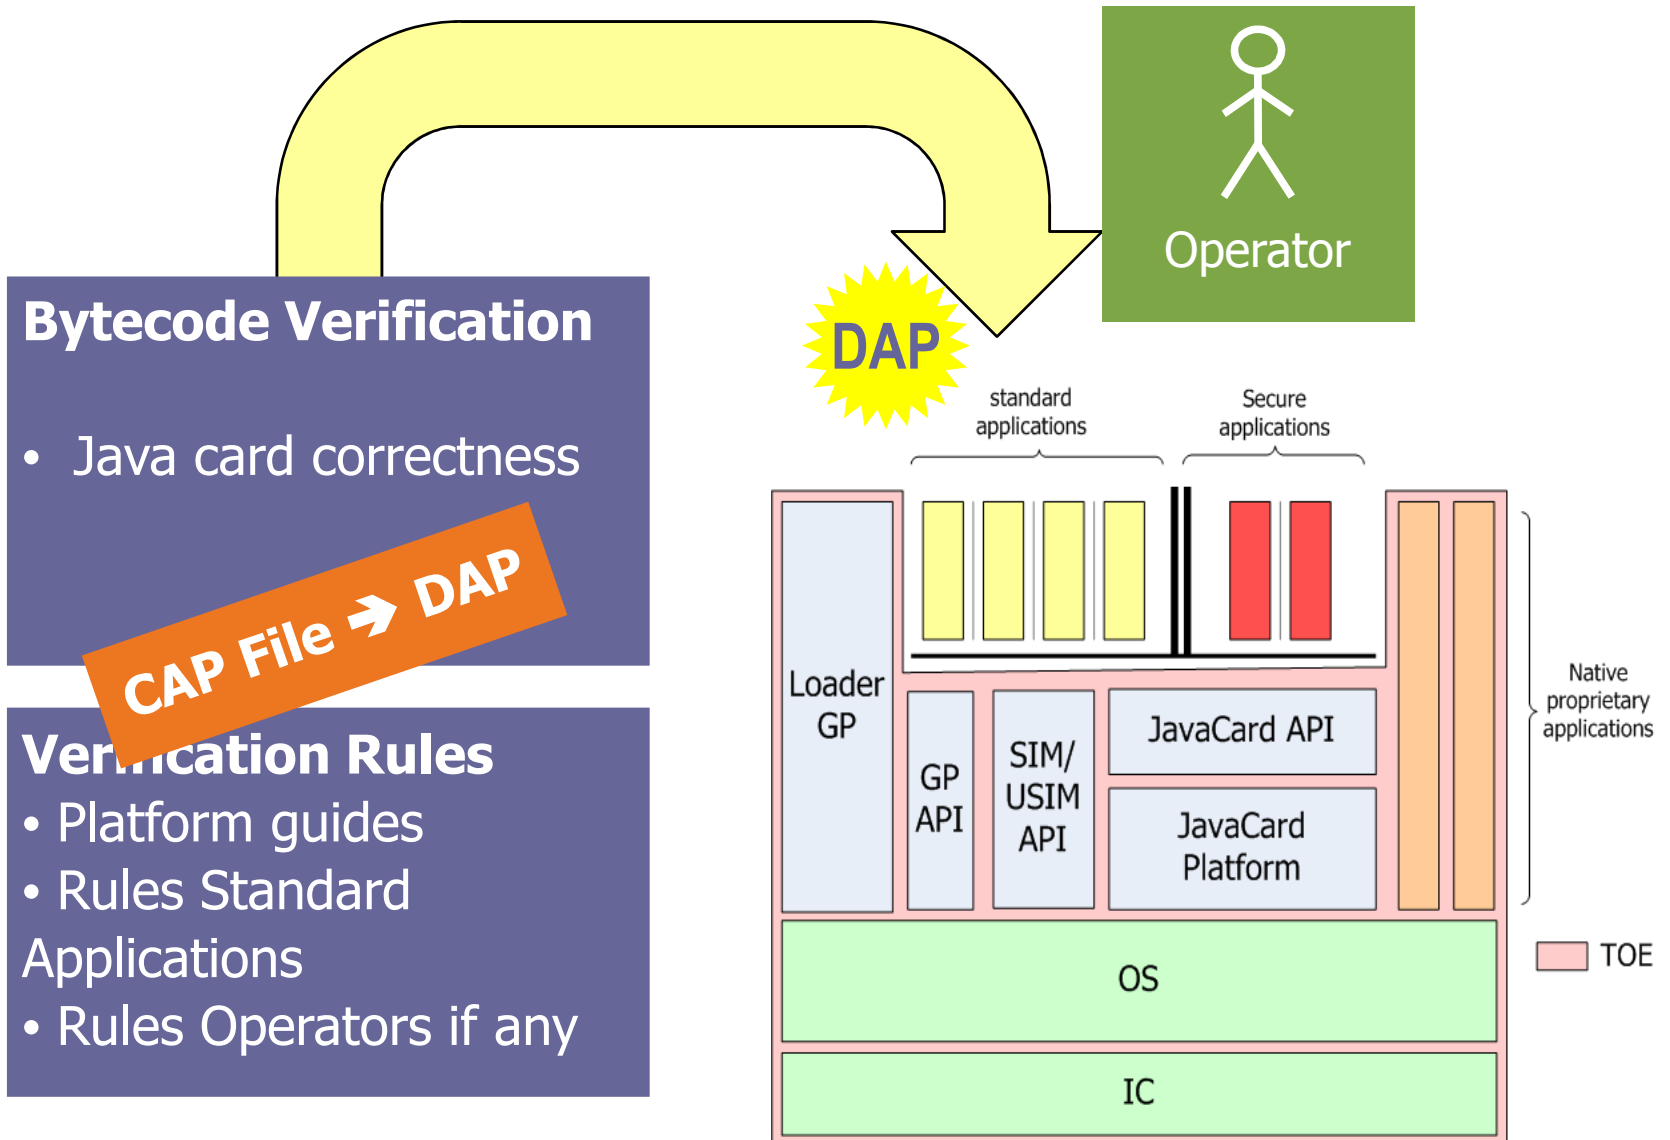 Operator
Bytecode Verification
• Java card correctness
CAP File ➔ DAP
Verification Rules
• Platform guides
• Rules Standard
Applications
• Rules Operators if any
DAP
standard
applications
Secure
applications
Loader
GP
GP
API
SIM/
USIM
API
JavaCard API
JavaCard
Platform
Native
proprietary
applications
OS
TOE
IC